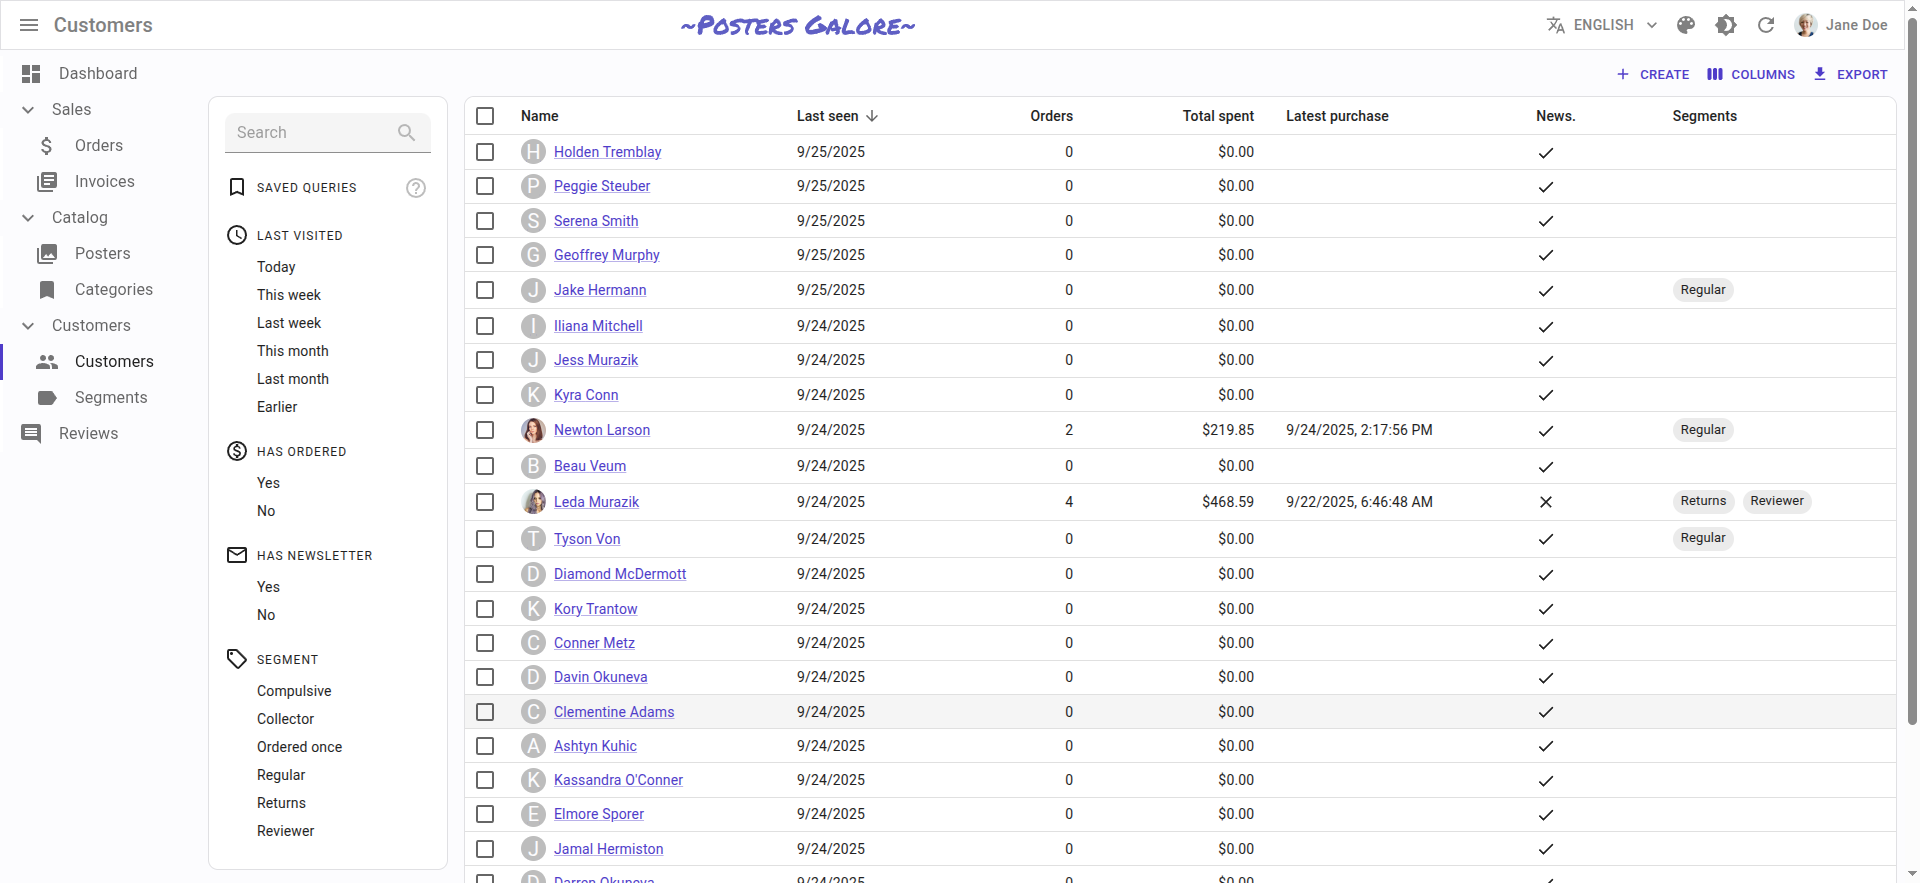 Customers
~Posters Galore~
ENGLISH
Jane Doe
Dashboard
Sales
Orders
Invoices
Catalog
Posters
Categories
Customers
Customers
Segments
Reviews
CREATE COLUMNS EXPORT
Search
SAVED QUERIES
LAST VISITED
Today
This week
Last week
This month
Last month
Earlier
HAS ORDERED
Yes
No
HAS NEWSLETTER
Yes
No
SEGMENT
Compulsive
Collector
Ordered once
Regular
Returns
Reviewer
Name Last seen Orders Total spent Latest purchase News. Segments
H Holden Tremblay 9/25/2025 0 $0.00
P Peggie Steuber 9/25/2025 0 $0.00
S Serena Smith 9/25/2025 0 $0.00
G Geoffrey Murphy 9/25/2025 0 $0.00
J Jake Hermann 9/25/2025 0 $0.00 Regular
I Iliana Mitchell 9/24/2025 0 $0.00
J Jess Murazik 9/24/2025 0 $0.00
K Kyra Conn 9/24/2025 0 $0.00
Newton Larson 9/24/2025 2 $219.85 9/24/2025, 2:17:56 PM Regular
B Beau Veum 9/24/2025 0 $0.00
Leda Murazik 9/24/2025 4 $468.59 9/22/2025, 6:46:48 AM Returns Reviewer
T Tyson Von 9/24/2025 0 $0.00 Regular
D Diamond McDermott 9/24/2025 0 $0.00
K Kory Trantow 9/24/2025 0 $0.00
C Conner Metz 9/24/2025 0 $0.00
D Davin Okuneva 9/24/2025 0 $0.00
C Clementine Adams 9/24/2025 0 $0.00
A Ashtyn Kuhic 9/24/2025 0 $0.00
K Kassandra O'Conner 9/24/2025 0 $0.00
E Elmore Sporer 9/24/2025 0 $0.00
J Jamal Hermiston 9/24/2025 0 $0.00
D Darren Okuneva 9/24/2025 0 $0.00